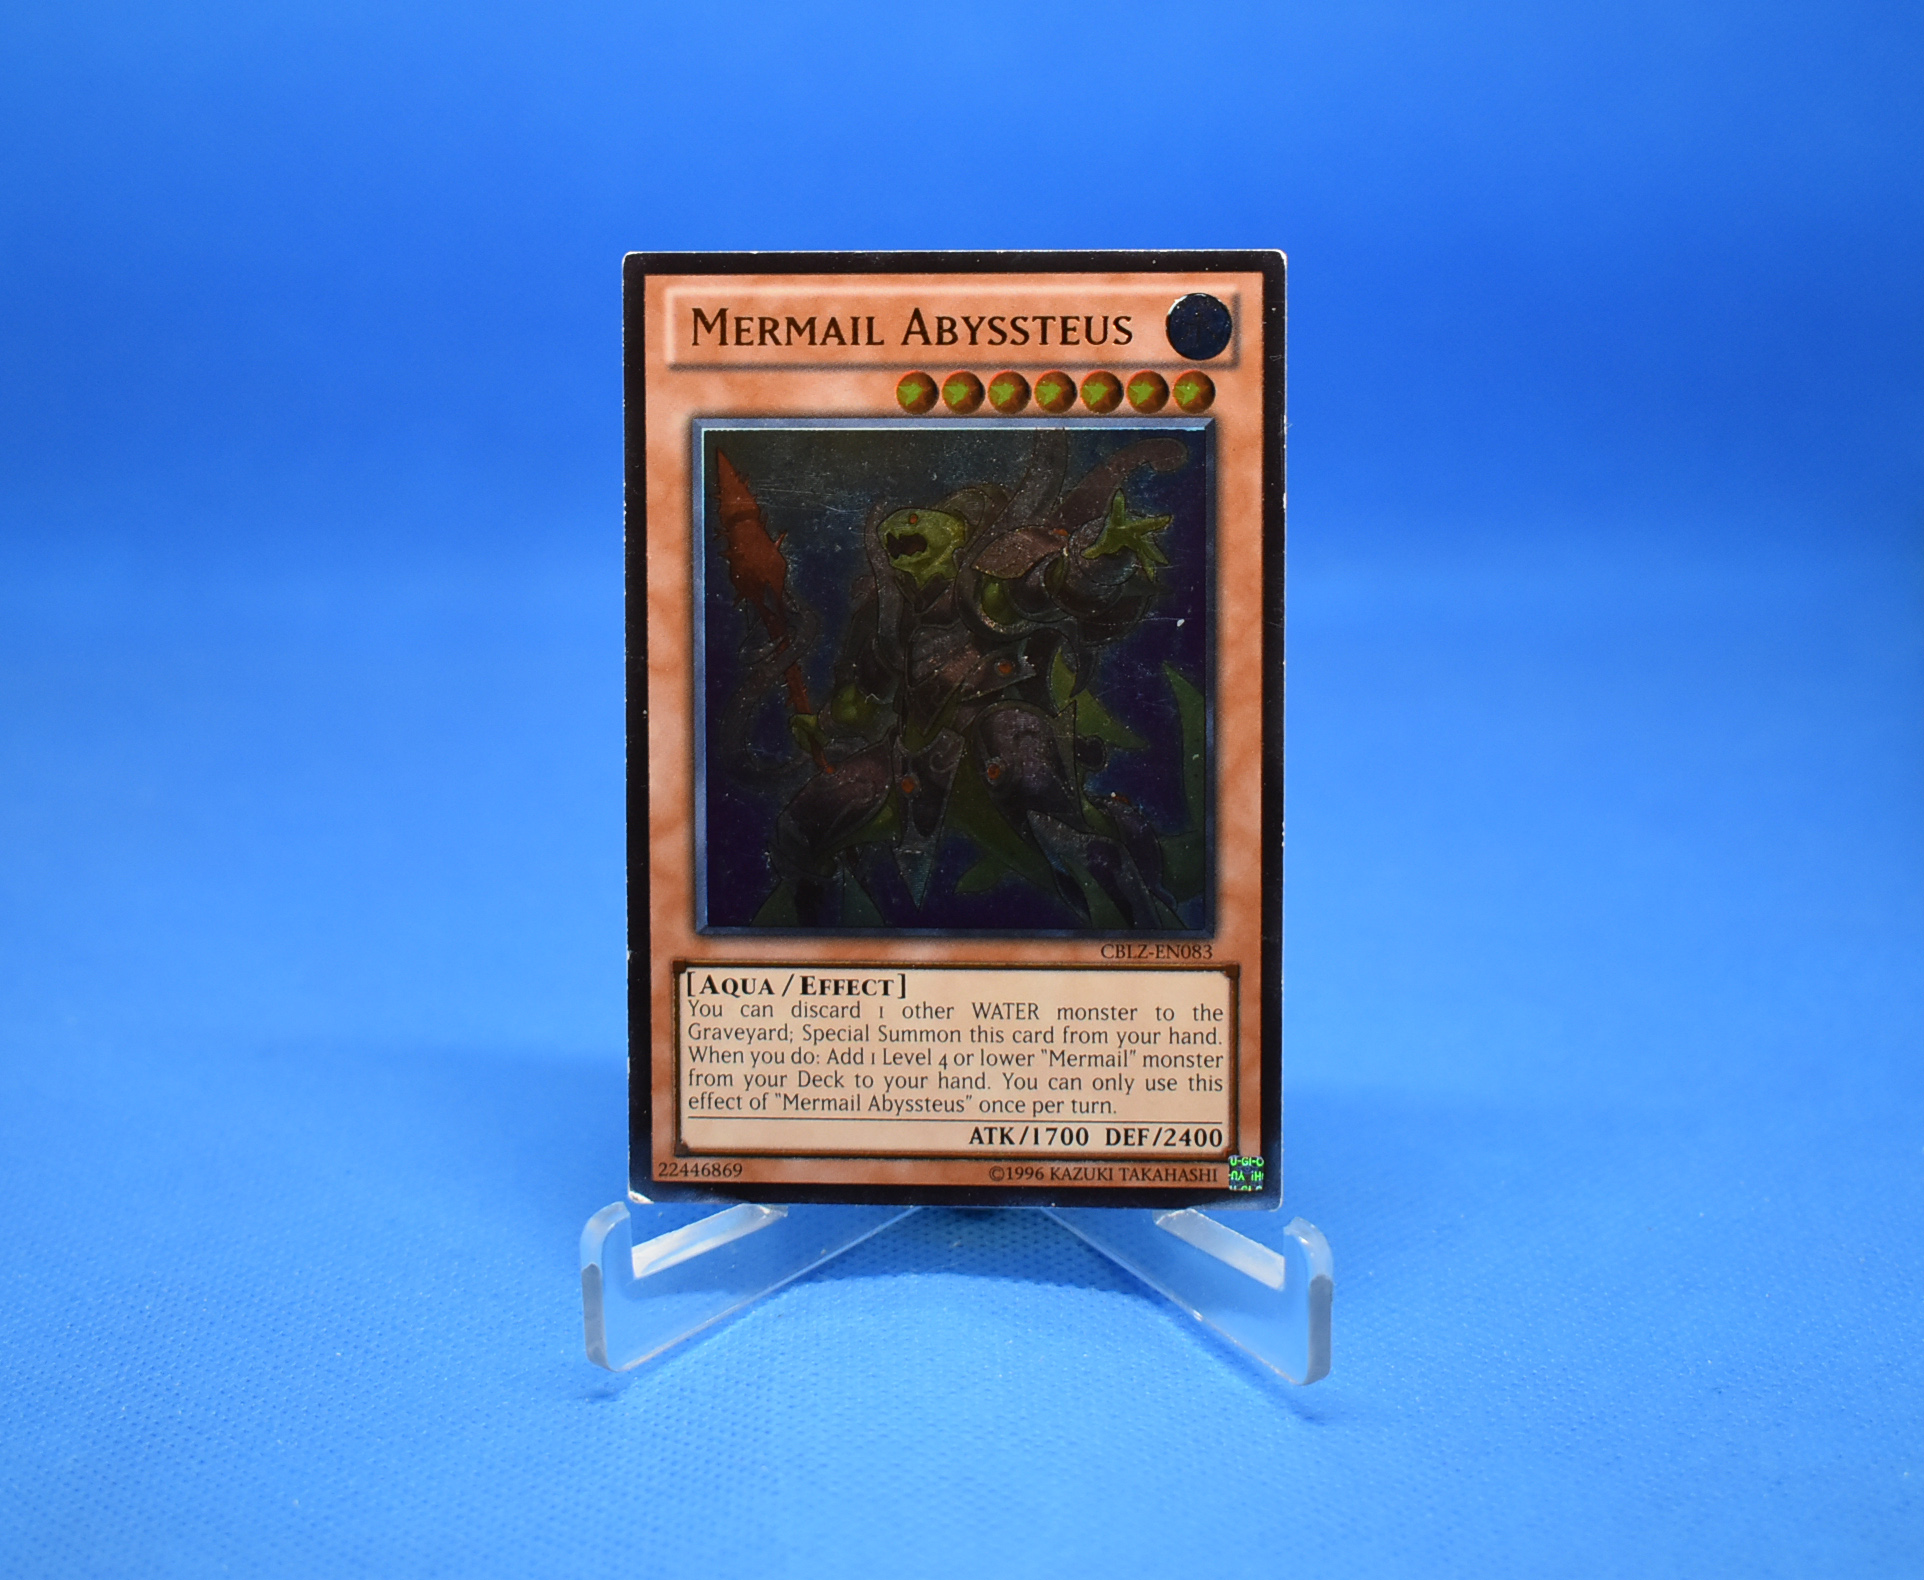 MERMAIL ABYSSTEUS
CBLZ-EN083
[AQUA / EFFECT]
You can discard 1 other WATER monster to the
Graveyard; Special Summon this card from your hand.
When you do: Add 1 Level 4 or lower "Mermail" monster
from your Deck to your hand. You can only use this
effect of "Mermail Abyssteus" once per turn.
ATK/1700 DEF/2400
22446869
©1996 KAZUKI TAKAHASHI